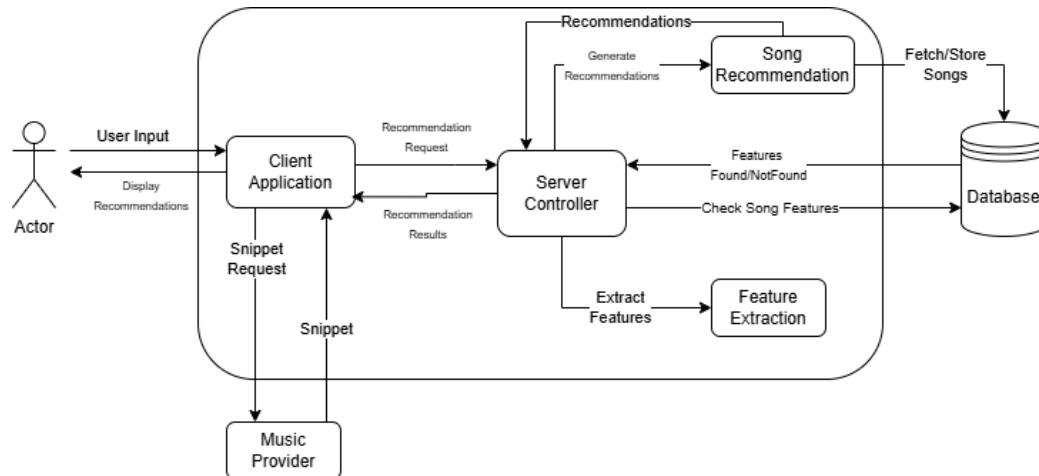 Recommendations
Generate
Recommendations)
Song
Recommendation
Fetch/Store
Songs
User Input
Display
Recommendations
Actor
Client
Application
Recommendation
Request
Recommendation
Results
Server
Controller
Features
Found/NotFound
Check Song Features
Database
Snippet
Request
Snippet
Extract
Features
Feature
Extraction
Music
Provider